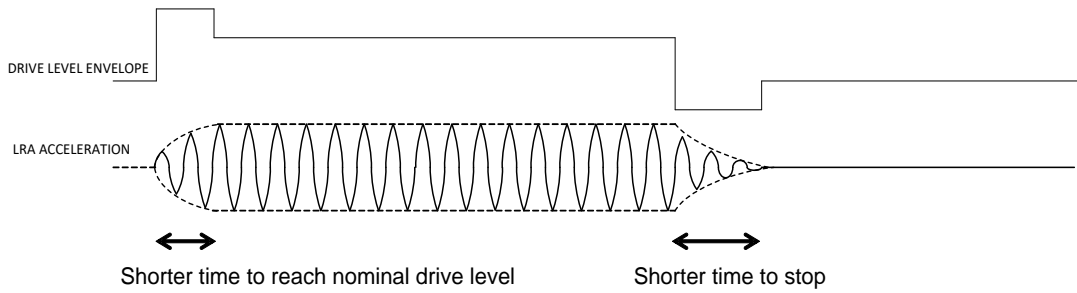 DRIVE LEVEL ENVELOPE
LRA ACCELERATION
Shorter time to reach nominal drive level
Shorter time to stop